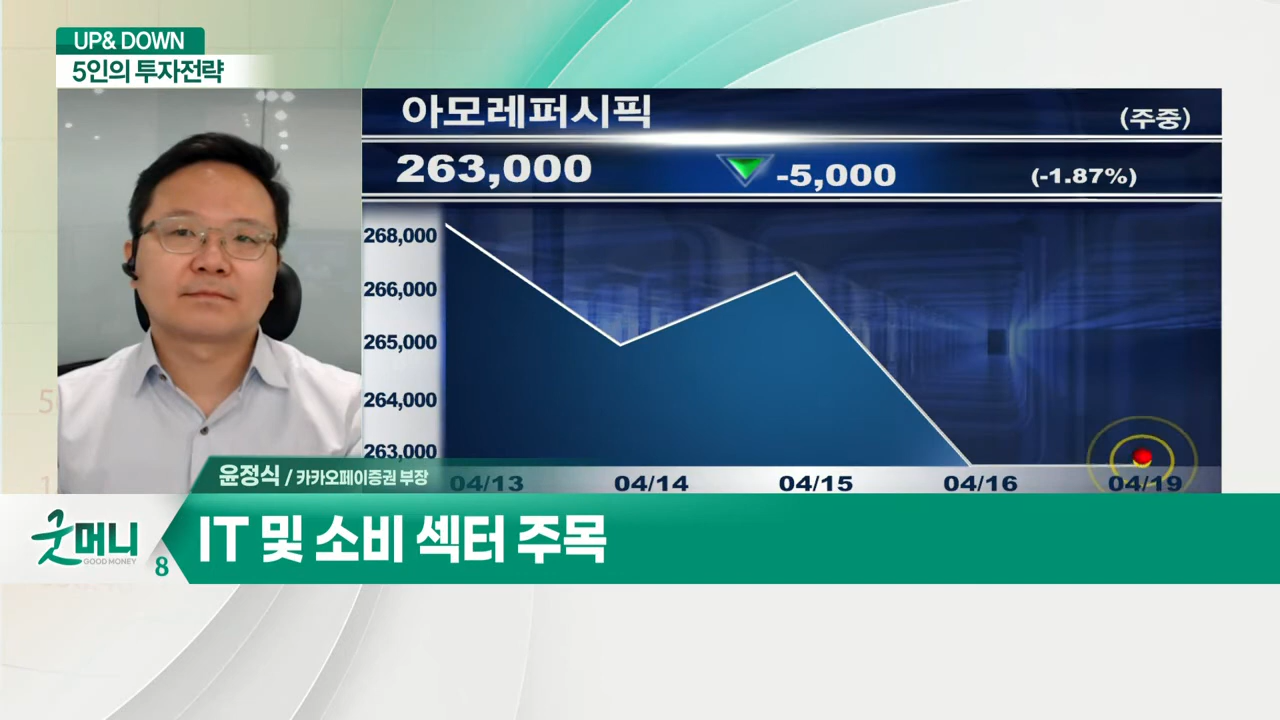 UP& DOWN
5인의 투자전략
아모레퍼시픽
(주중)
263,000
-5,000
(-1.87%)
268,000
266,000
265,000
264,000
263,000
04/13 04/14 04/15 04/16 04/19
윤정식 / 카카오페이증권 부장
굿머니
GOOD MONEY
8
IT 및 소비 섹터 주목